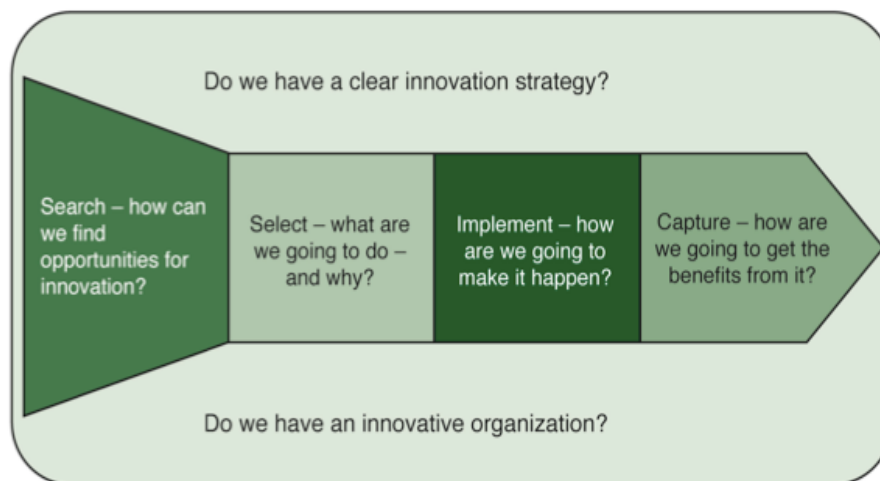 Do we have a clear innovation strategy?
Search – how can
we find
opportunities for
innovation?
Select – what are
we going to do –
and why?
Implement – how
are we going to
make it happen?
Capture – how are
we going to get the
benefits from it?
Do we have an innovative organization?